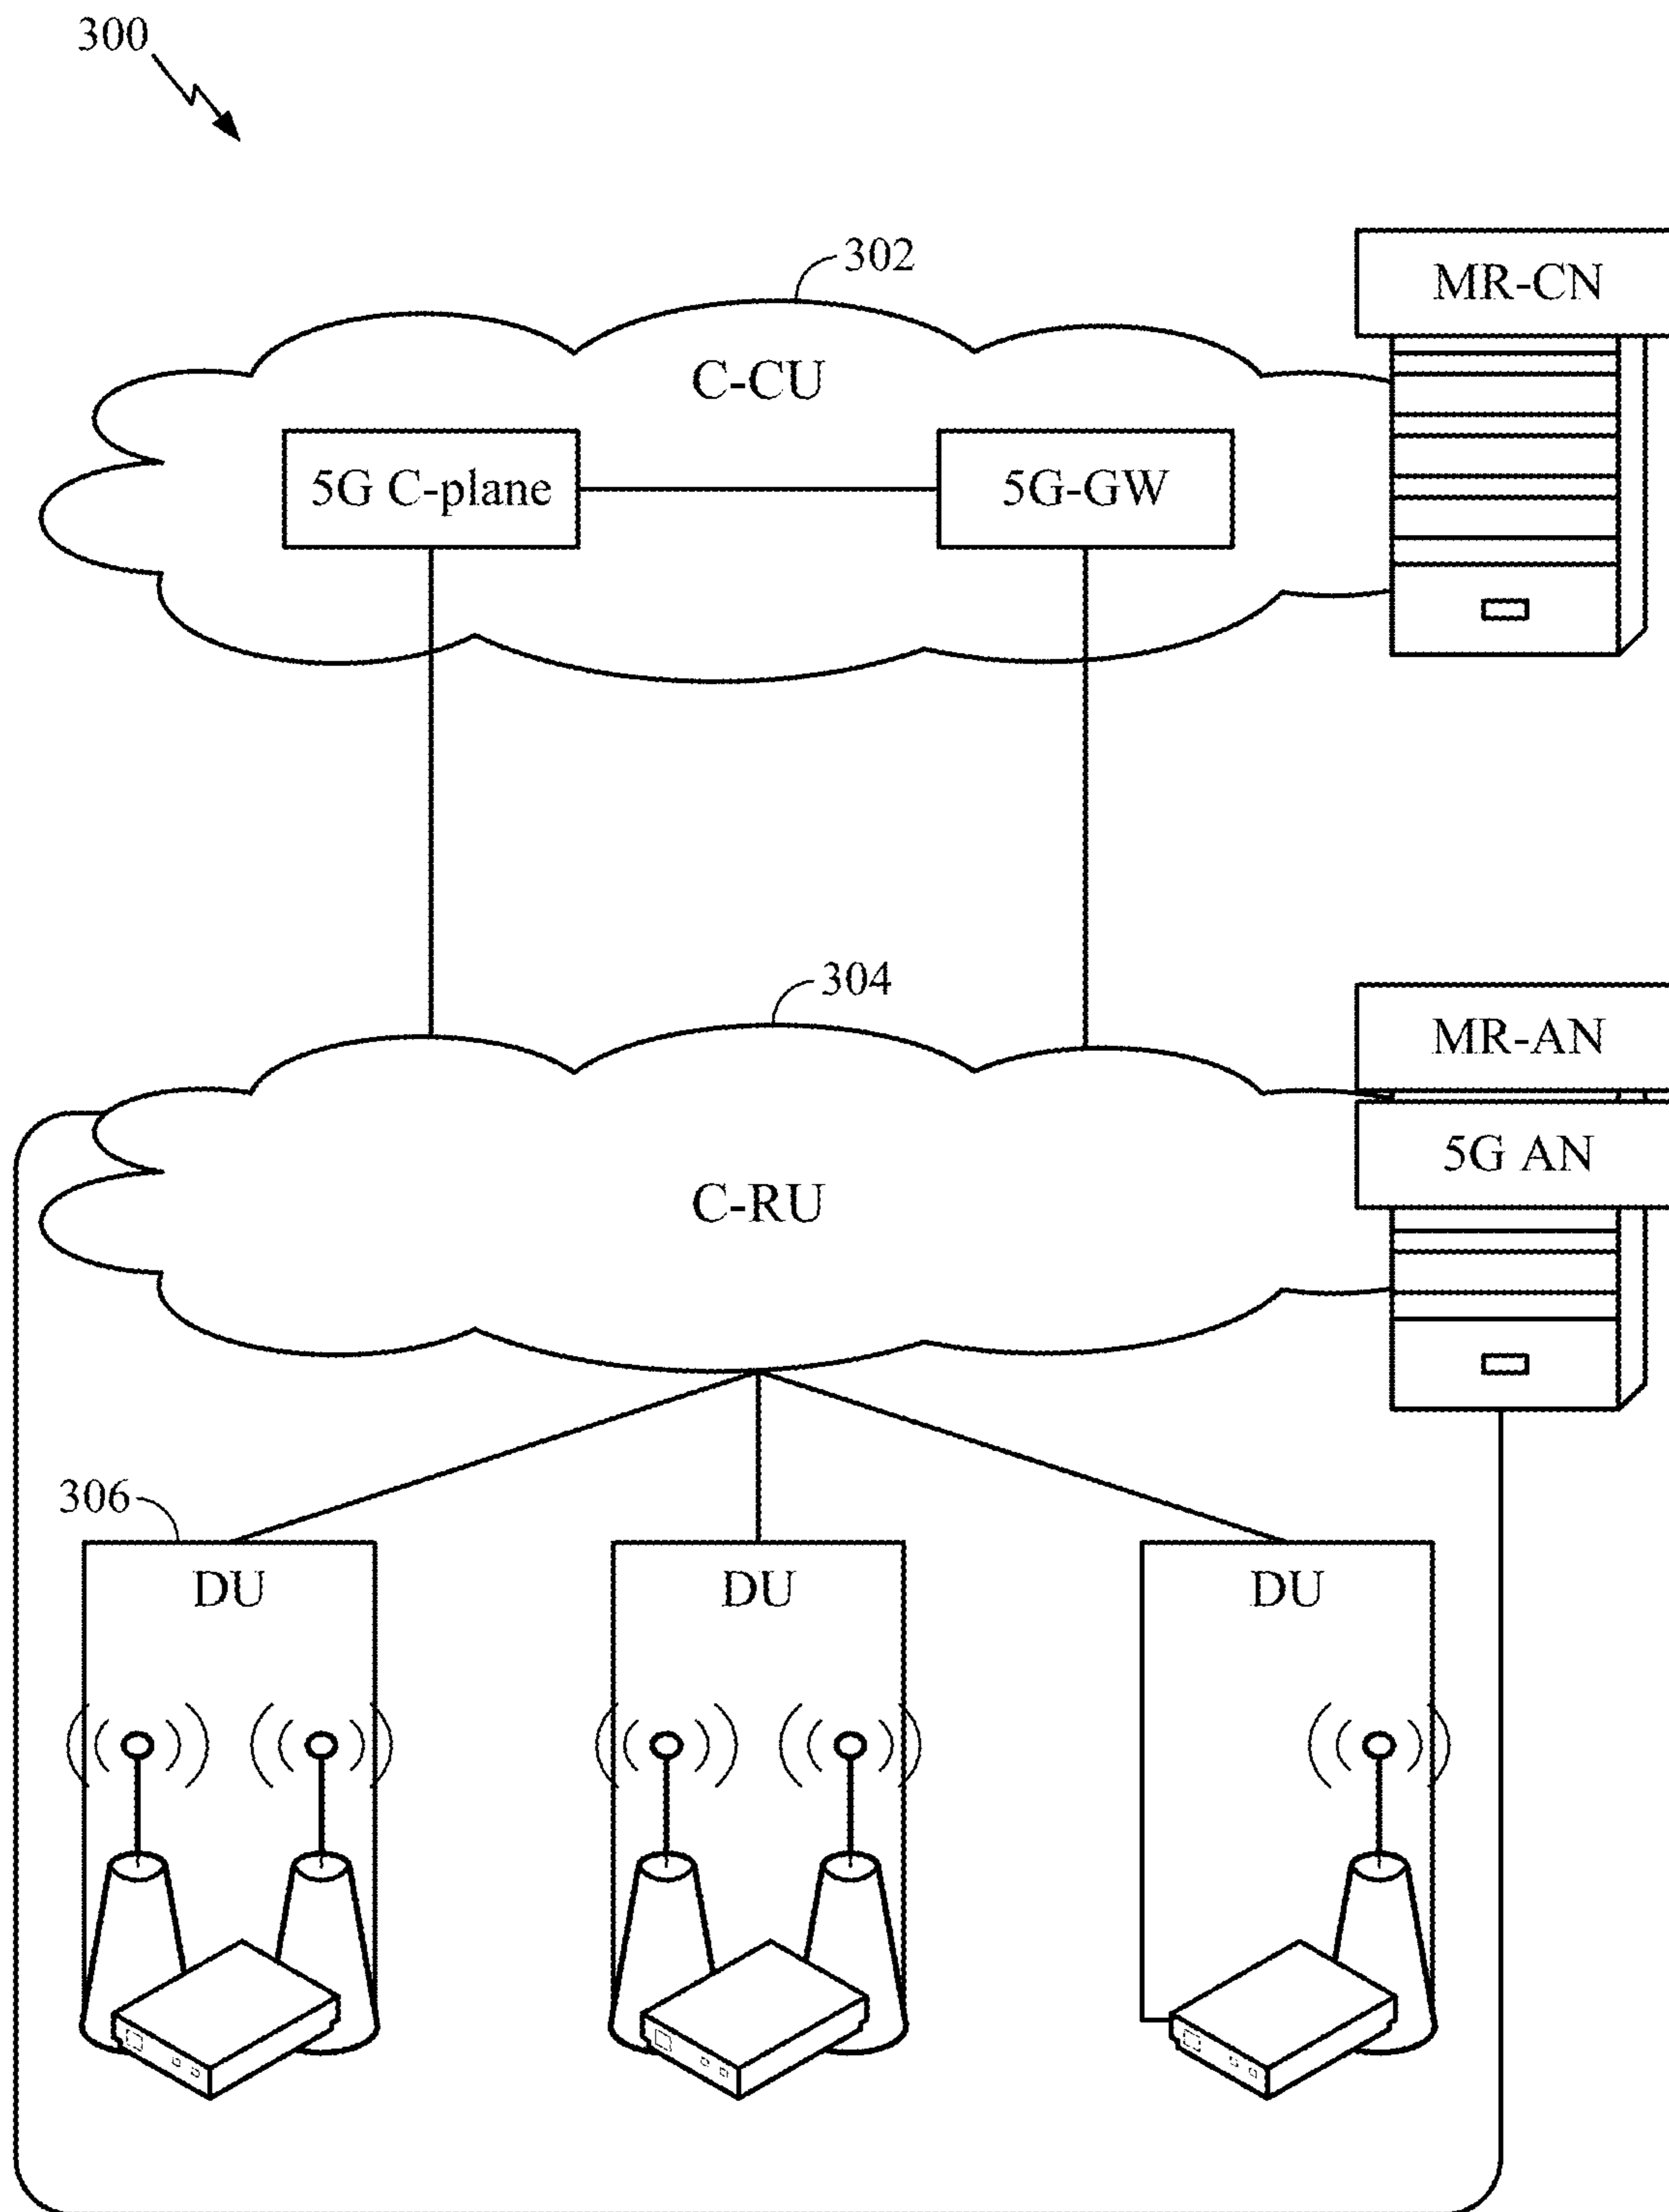 300
302
MR-CN
C-CU
5G C-plane
5G-GW
304
MR-AN
5G AN
C-RU
306
DU
DU
DU